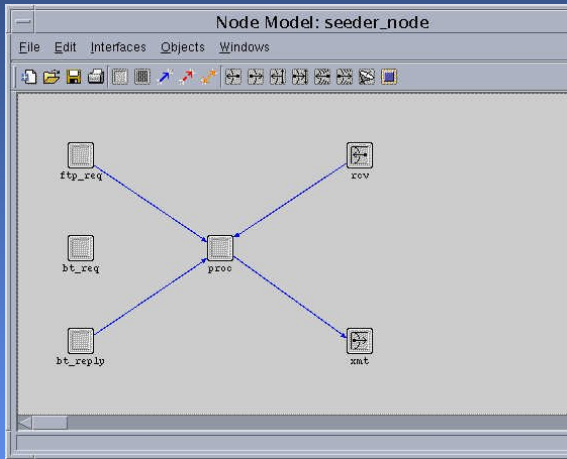 Node Model: seeder_node
File Edit Interfaces Objects Windows
ftp_req
rcv
bt_req
proc
bt_reply
xmt